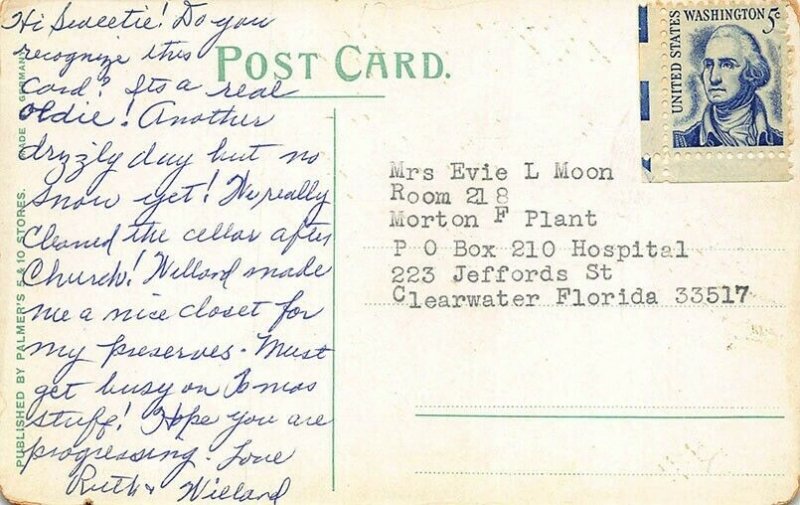 Hi Sweetie! Do you
recognize this
card? Its a real
oldie! Another
drizzly day but no
snow yet! We really
cleaned the cellar after
Church! Willard made
me a nice closet for
my preserves. Must
get busy on Xmas
stuff! Hope you are
progressing. Love
Ruth & Willard
POST CARD.
UNITED STATES
WASHINGTON 5c
Mrs Evie L Moon
Room 218
Morton F Plant
P O Box 210 Hospital
223 Jeffords St
Clearwater Florida 33517
PUBLISHED BY PALMER'S 5 & 10 STORES. MADE GERMAN